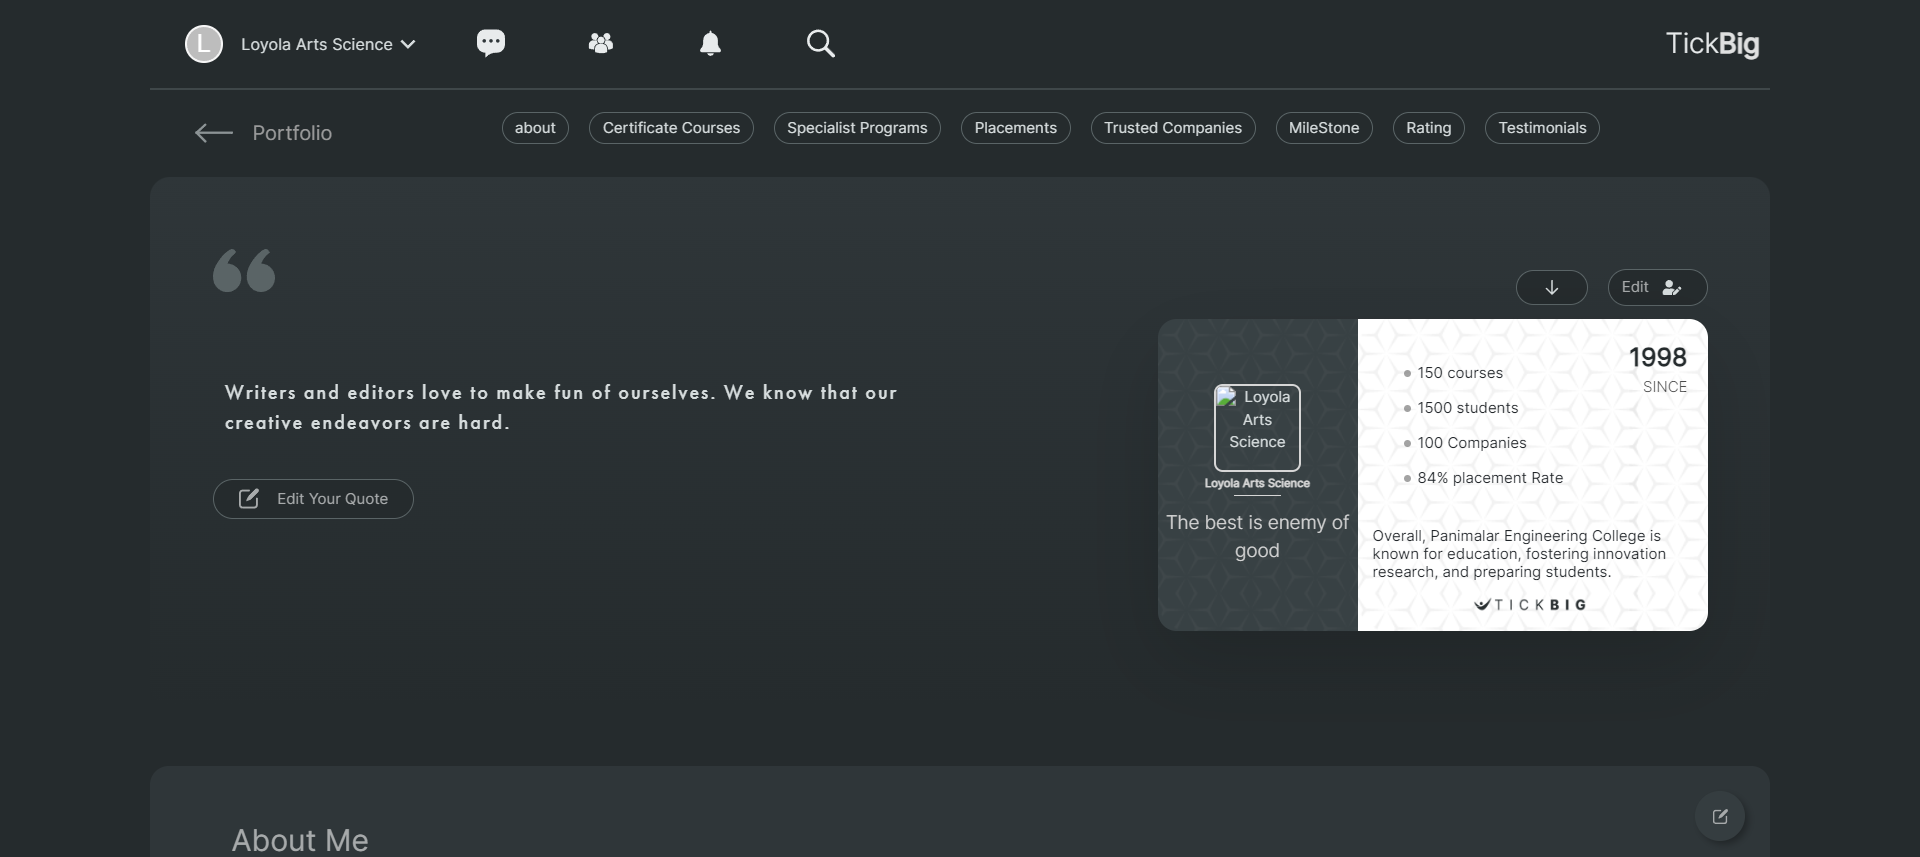 L Loyola Arts Science TickBig
Portfolio about Certificate Courses Specialist Programs Placements Trusted Companies MileStone Rating Testimonials
Edit
Writers and editors love to make fun of ourselves. We know that our
creative endeavors are hard.
Edit Your Quote
Loyola
Arts
Science
Loyola Arts Science
The best is enemy of
good
1998
SINCE
150 courses
1500 students
100 Companies
84% placement Rate
Overall, Panimalar Engineering College is
known for education, fostering innovation
research, and preparing students.
TICKBIG
About Me